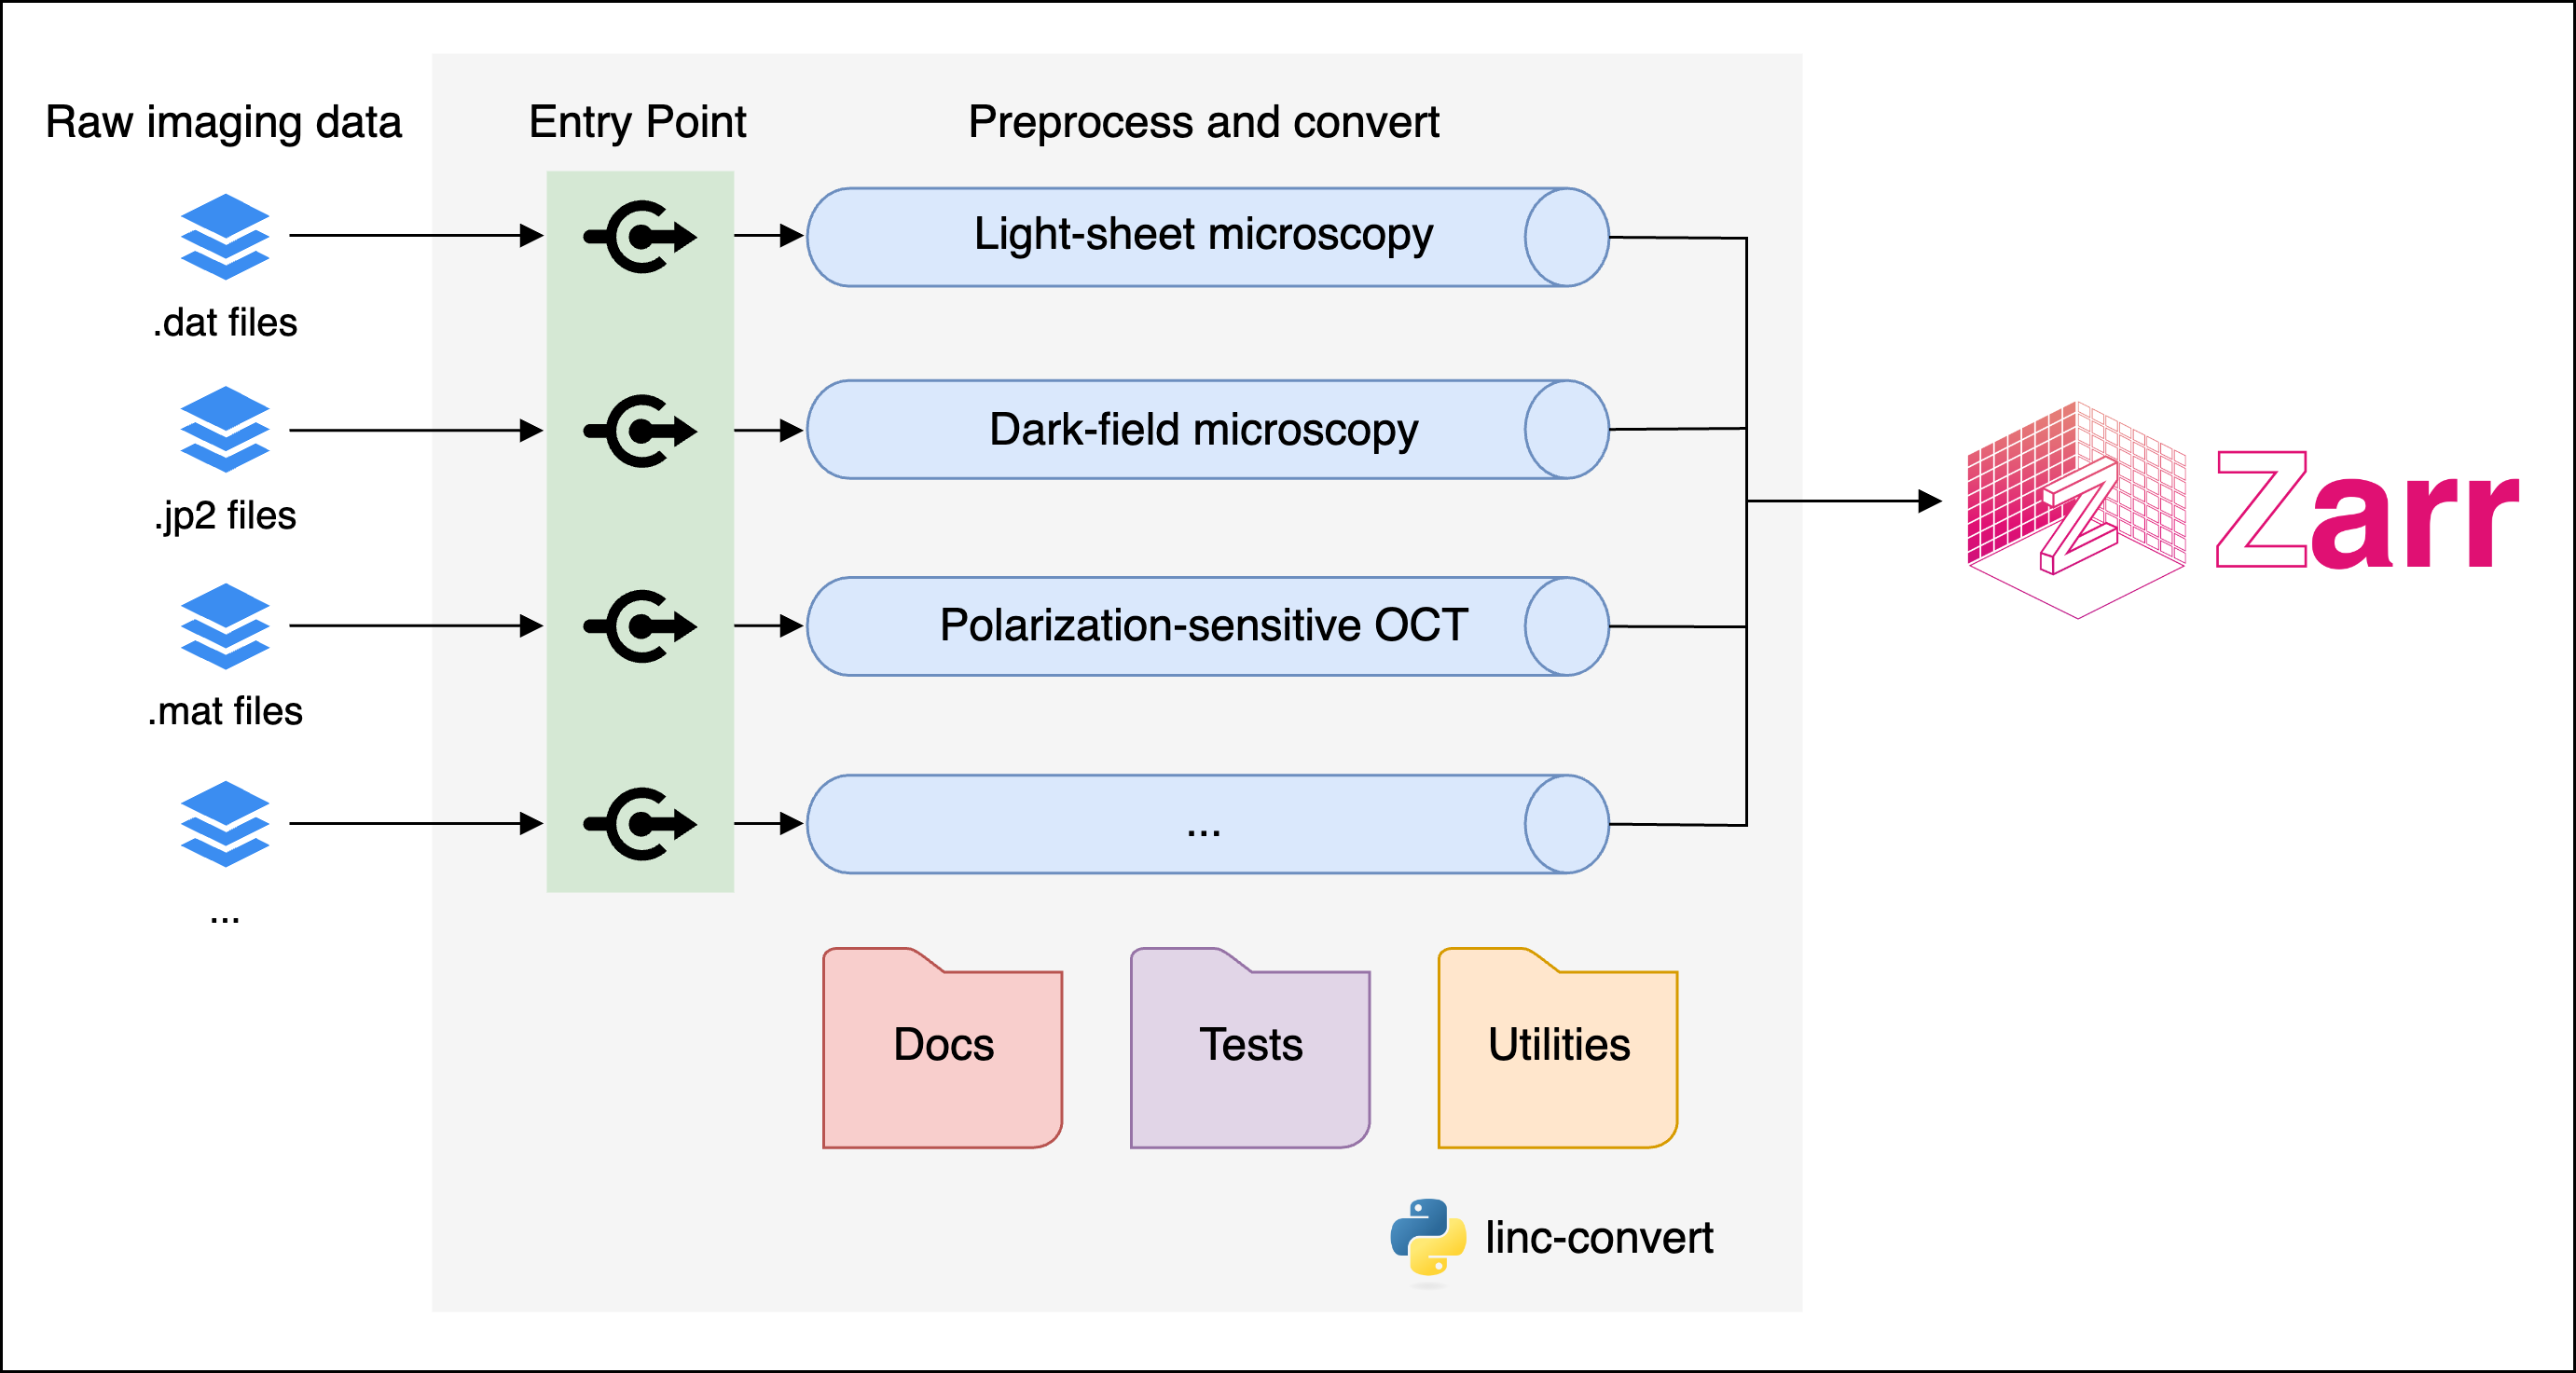 Raw imaging data
Entry Point
Preprocess and convert
.dat files
Light-sheet microscopy
.jp2 files
Dark-field microscopy
.mat files
Polarization-sensitive OCT
...
...
Zarr
Docs
Tests
Utilities
linc-convert